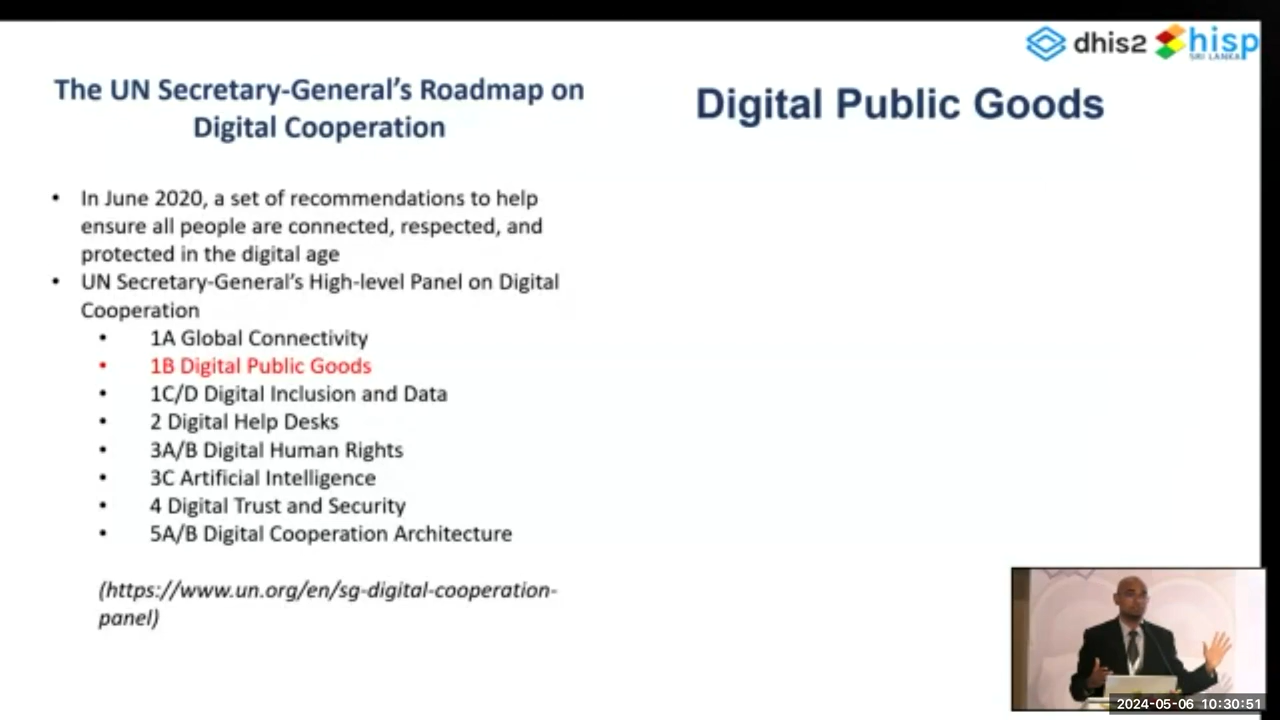 dhis2 hisp
SRI LANKA
The UN Secretary-General’s Roadmap on
Digital Cooperation
Digital Public Goods
• In June 2020, a set of recommendations to help
ensure all people are connected, respected, and
protected in the digital age
• UN Secretary-General’s High-level Panel on Digital
Cooperation
• 1A Global Connectivity
• 1B Digital Public Goods
• 1C/D Digital Inclusion and Data
• 2 Digital Help Desks
• 3A/B Digital Human Rights
• 3C Artificial Intelligence
• 4 Digital Trust and Security
• 5A/B Digital Cooperation Architecture
(https://www.un.org/en/sg-digital-cooperation-
panel)
2024-05-06 10:30:51